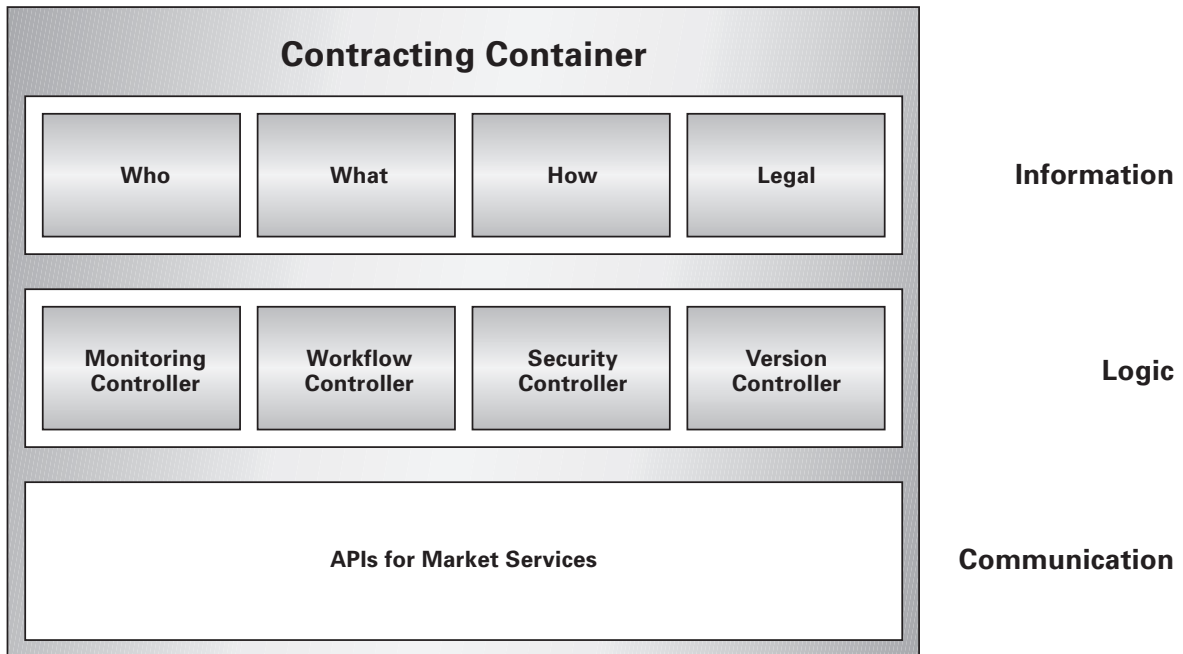 Contracting Container
Who
What
How
Legal
Information
Monitoring
Controller
Workflow
Controller
Security
Controller
Version
Controller
Logic
APIs for Market Services
Communication